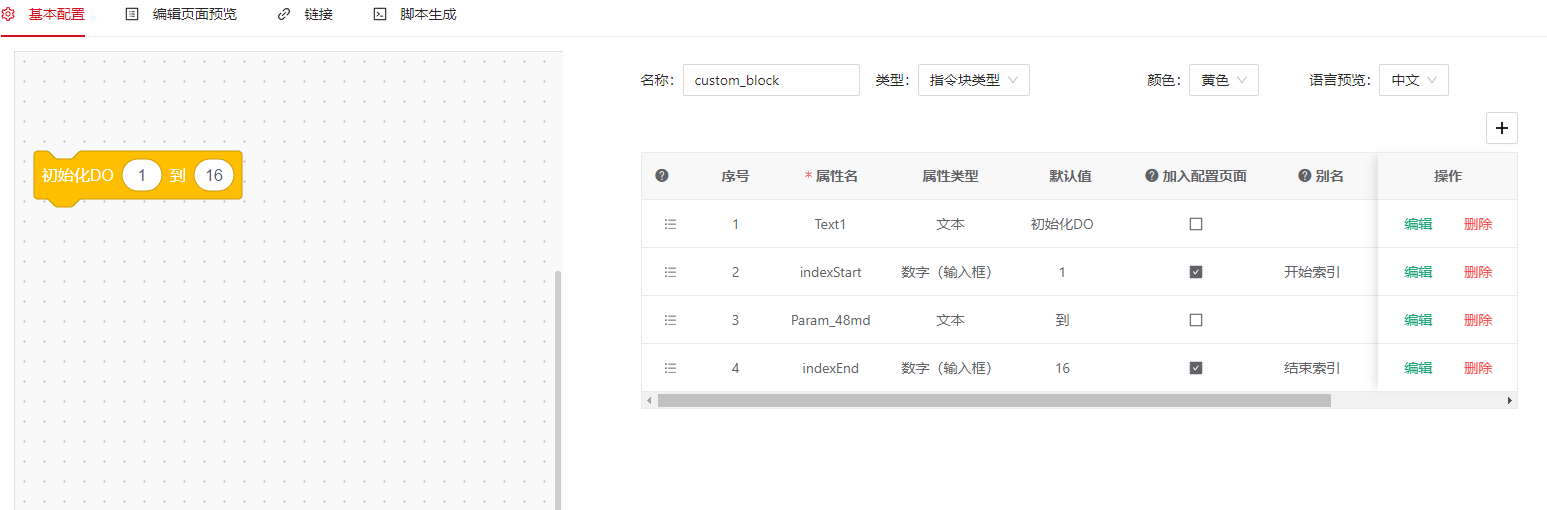 基本配置 编辑页面预览 链接 脚本生成
名称： custom_block 类型： 指令块类型 颜色： 黄色 语言预览： 中文
初始化DO 1 到 16
序号 * 属性名 属性类型 默认值 加入配置页面 别名 操作
1 Text1 文本 初始化DO 编辑 删除
2 indexStart 数字（输入框） 1 开始索引 编辑 删除
3 Param_48md 文本 到 编辑 删除
4 indexEnd 数字（输入框） 16 结束索引 编辑 删除